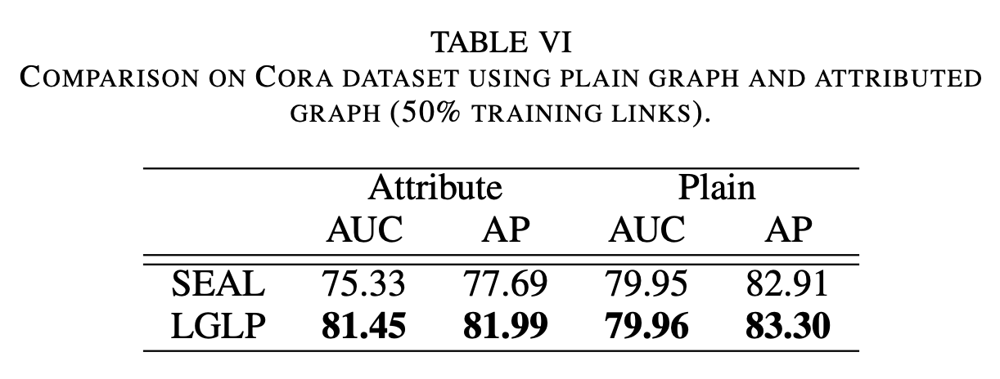 TABLE VI
COMPARISON ON CORA DATASET USING PLAIN GRAPH AND ATTRIBUTED
GRAPH (50% TRAINING LINKS).
Attribute Plain
AUC AP AUC AP
SEAL 75.33 77.69 79.95 82.91
LGLP 81.45 81.99 79.96 83.30